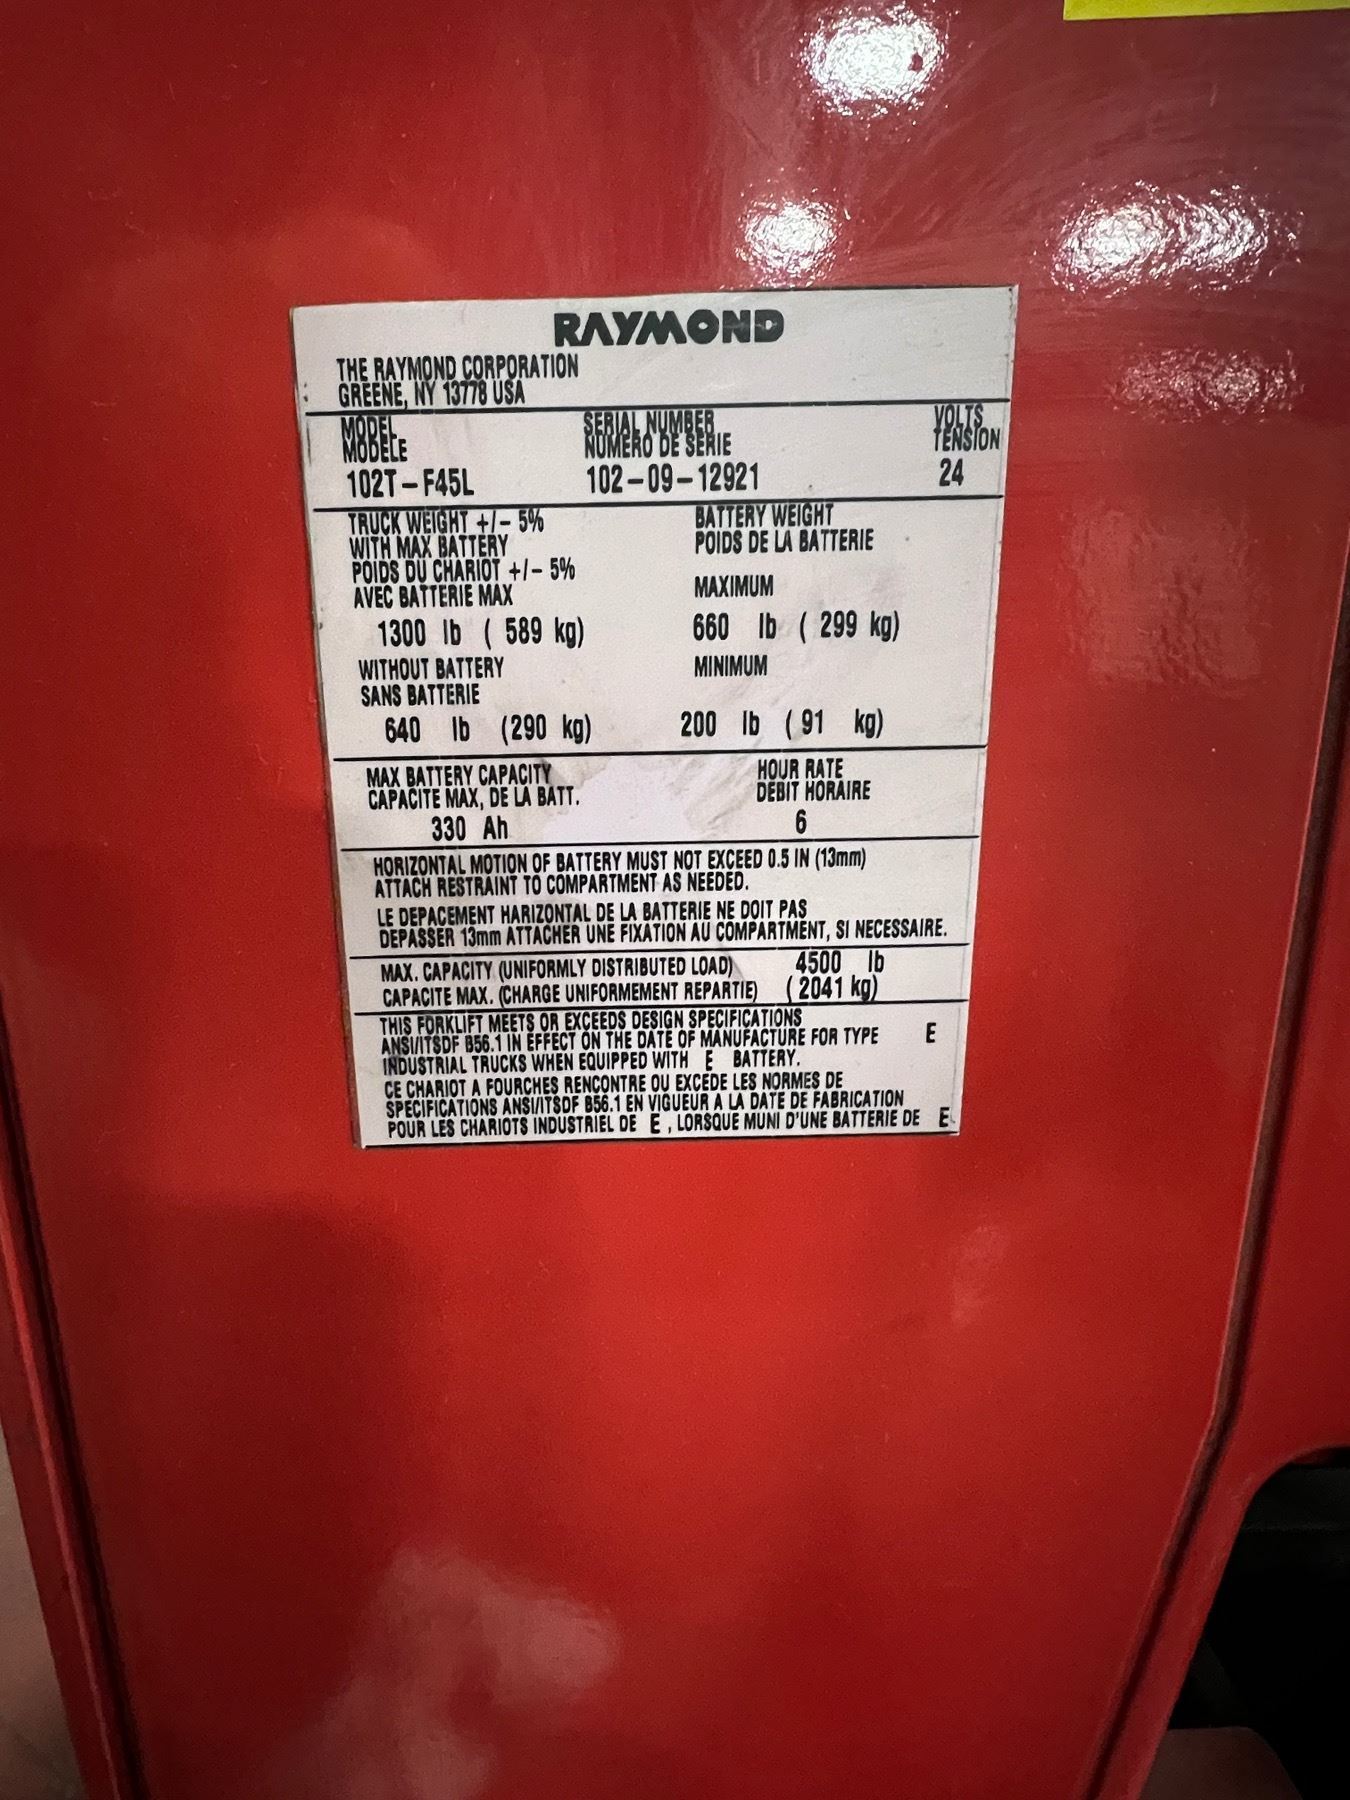 RAYMOND
THE RAYMOND CORPORATION
GREENE, NY 13778 USA
MODEL SERIAL NUMBER VOLTS
MODÈLE NUMÉRO DE SÉRIE TENSION
102T-F45L 102-09-12921 24
TRUCK WEIGHT +/- 5% BATTERY WEIGHT
WITH MAX BATTERY POIDS DE LA BATTERIE
POIDS DU CHARIOT +/- 5%
AVEC BATTERIE MAX MAXIMUM
1300 lb ( 589 kg) 660 lb ( 299 kg)
WITHOUT BATTERY MINIMUM
SANS BATTERIE
640 lb (290 kg) 200 lb ( 91 kg)
MAX BATTERY CAPACITY HOUR RATE
CAPACITE MAX, DE LA BATT. DEBIT HORAIRE
330 Ah 6
HORIZONTAL MOTION OF BATTERY MUST NOT EXCEED 0.5 IN (13mm)
ATTACH RESTRAINT TO COMPARTMENT AS NEEDED.
LE DEPACEMENT HARIZONTAL DE LA BATTERIE NE DOIT PAS
DEPASSER 13mm ATTACHER UNE FIXATION AU COMPARTMENT, SI NECESSAIRE.
MAX. CAPACITY (UNIFORMLY DISTRIBUTED LOAD) 4500 lb
CAPACITE MAX. (CHARGE UNIFORMEMENT REPARTIE) ( 2041 kg)
THIS FORKLIFT MEETS OR EXCEEDS DESIGN SPECIFICATIONS
ANSI/ITSDF B56.1 IN EFFECT ON THE DATE OF MANUFACTURE FOR TYPE E
INDUSTRIAL TRUCKS WHEN EQUIPPED WITH E BATTERY.
CE CHARIOT A FOURCHES RENCONTRE OU EXCÈDE LES NORMES DE
SPECIFICATIONS ANSI/ITSDF B56.1 EN VIGUEUR A LA DATE DE FABRICATION
POUR LES CHARIOTS INDUSTRIEL DE E , LORSQUE MUNI D'UNE BATTERIE DE E